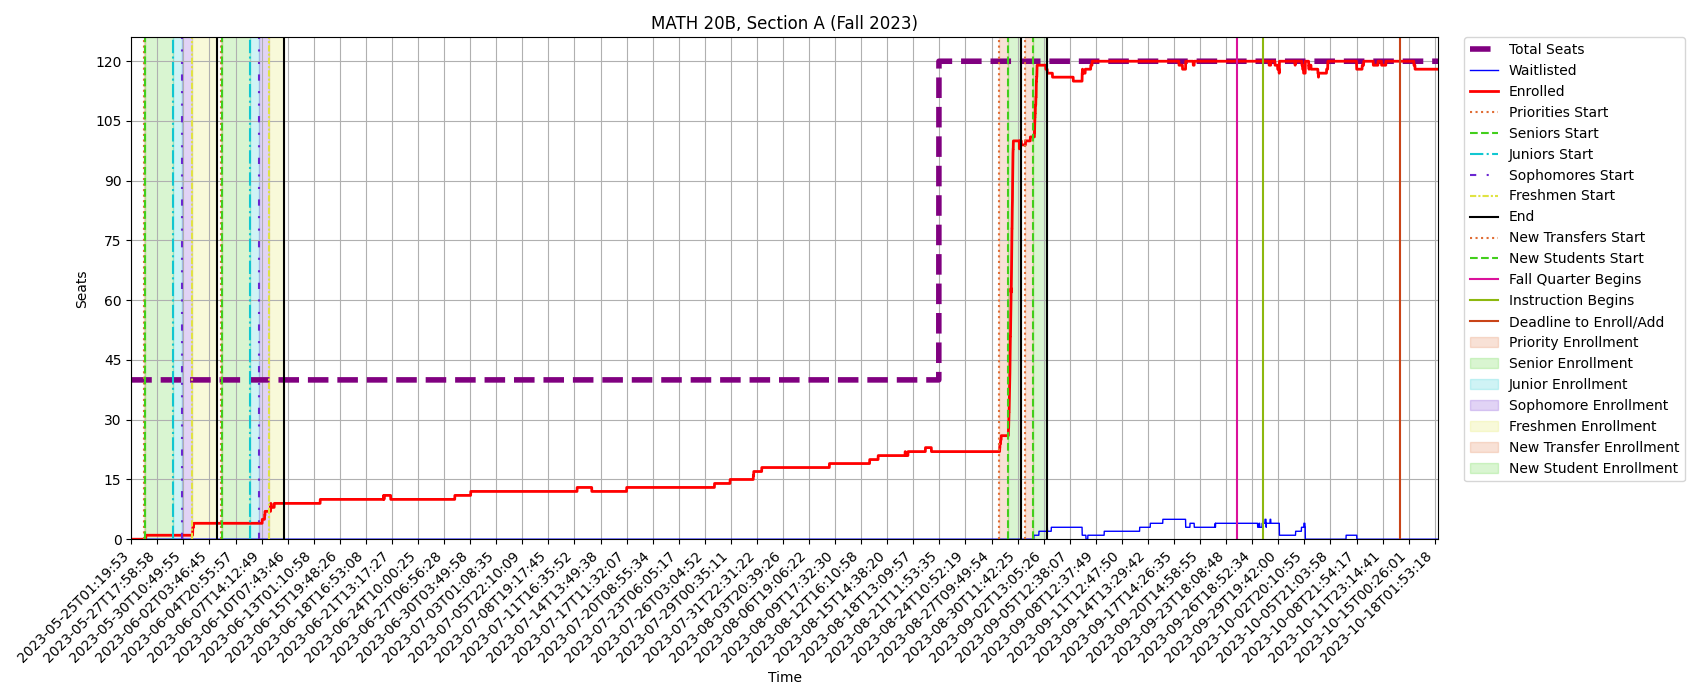 MATH 20B, Section A (Fall 2023)
Seats
120
105
90
75
60
45
30
15
0
2023-05-25T01:19:53
2023-05-27T17:58:58
2023-05-30T10:49:55
2023-06-02T03:46:45
2023-06-04T20:55:57
2023-06-07T14:12:49
2023-06-10T07:43:46
2023-06-13T01:10:58
2023-06-15T19:48:26
2023-06-18T16:53:08
2023-06-21T13:17:27
2023-06-24T10:00:25
2023-06-27T06:56:28
2023-06-30T03:49:58
2023-07-03T01:08:35
2023-07-05T22:10:09
2023-07-08T19:17:45
2023-07-11T16:35:52
2023-07-14T13:49:38
2023-07-17T11:32:07
2023-07-20T08:55:34
2023-07-23T06:05:17
2023-07-26T03:04:52
2023-07-29T00:35:11
2023-07-31T22:31:22
2023-08-03T20:39:26
2023-08-06T19:06:22
2023-08-09T17:32:30
2023-08-12T16:10:58
2023-08-15T14:38:20
2023-08-18T13:09:57
2023-08-21T11:53:35
2023-08-24T10:52:19
2023-08-27T09:49:54
2023-08-30T11:42:25
2023-09-02T13:05:26
2023-09-05T12:38:07
2023-09-08T12:37:49
2023-09-11T12:47:50
2023-09-14T13:29:42
2023-09-17T14:26:35
2023-09-20T14:58:55
2023-09-23T18:08:48
2023-09-26T18:52:34
2023-09-29T19:42:00
2023-10-02T20:10:55
2023-10-05T21:03:58
2023-10-08T21:54:17
2023-10-11T23:14:41
2023-10-15T00:26:01
2023-10-18T01:53:18
Time
Total Seats
Waitlisted
Enrolled
Priorities Start
Seniors Start
Juniors Start
Sophomores Start
Freshmen Start
End
New Transfers Start
New Students Start
Fall Quarter Begins
Instruction Begins
Deadline to Enroll/Add
Priority Enrollment
Senior Enrollment
Junior Enrollment
Sophomore Enrollment
Freshmen Enrollment
New Transfer Enrollment
New Student Enrollment